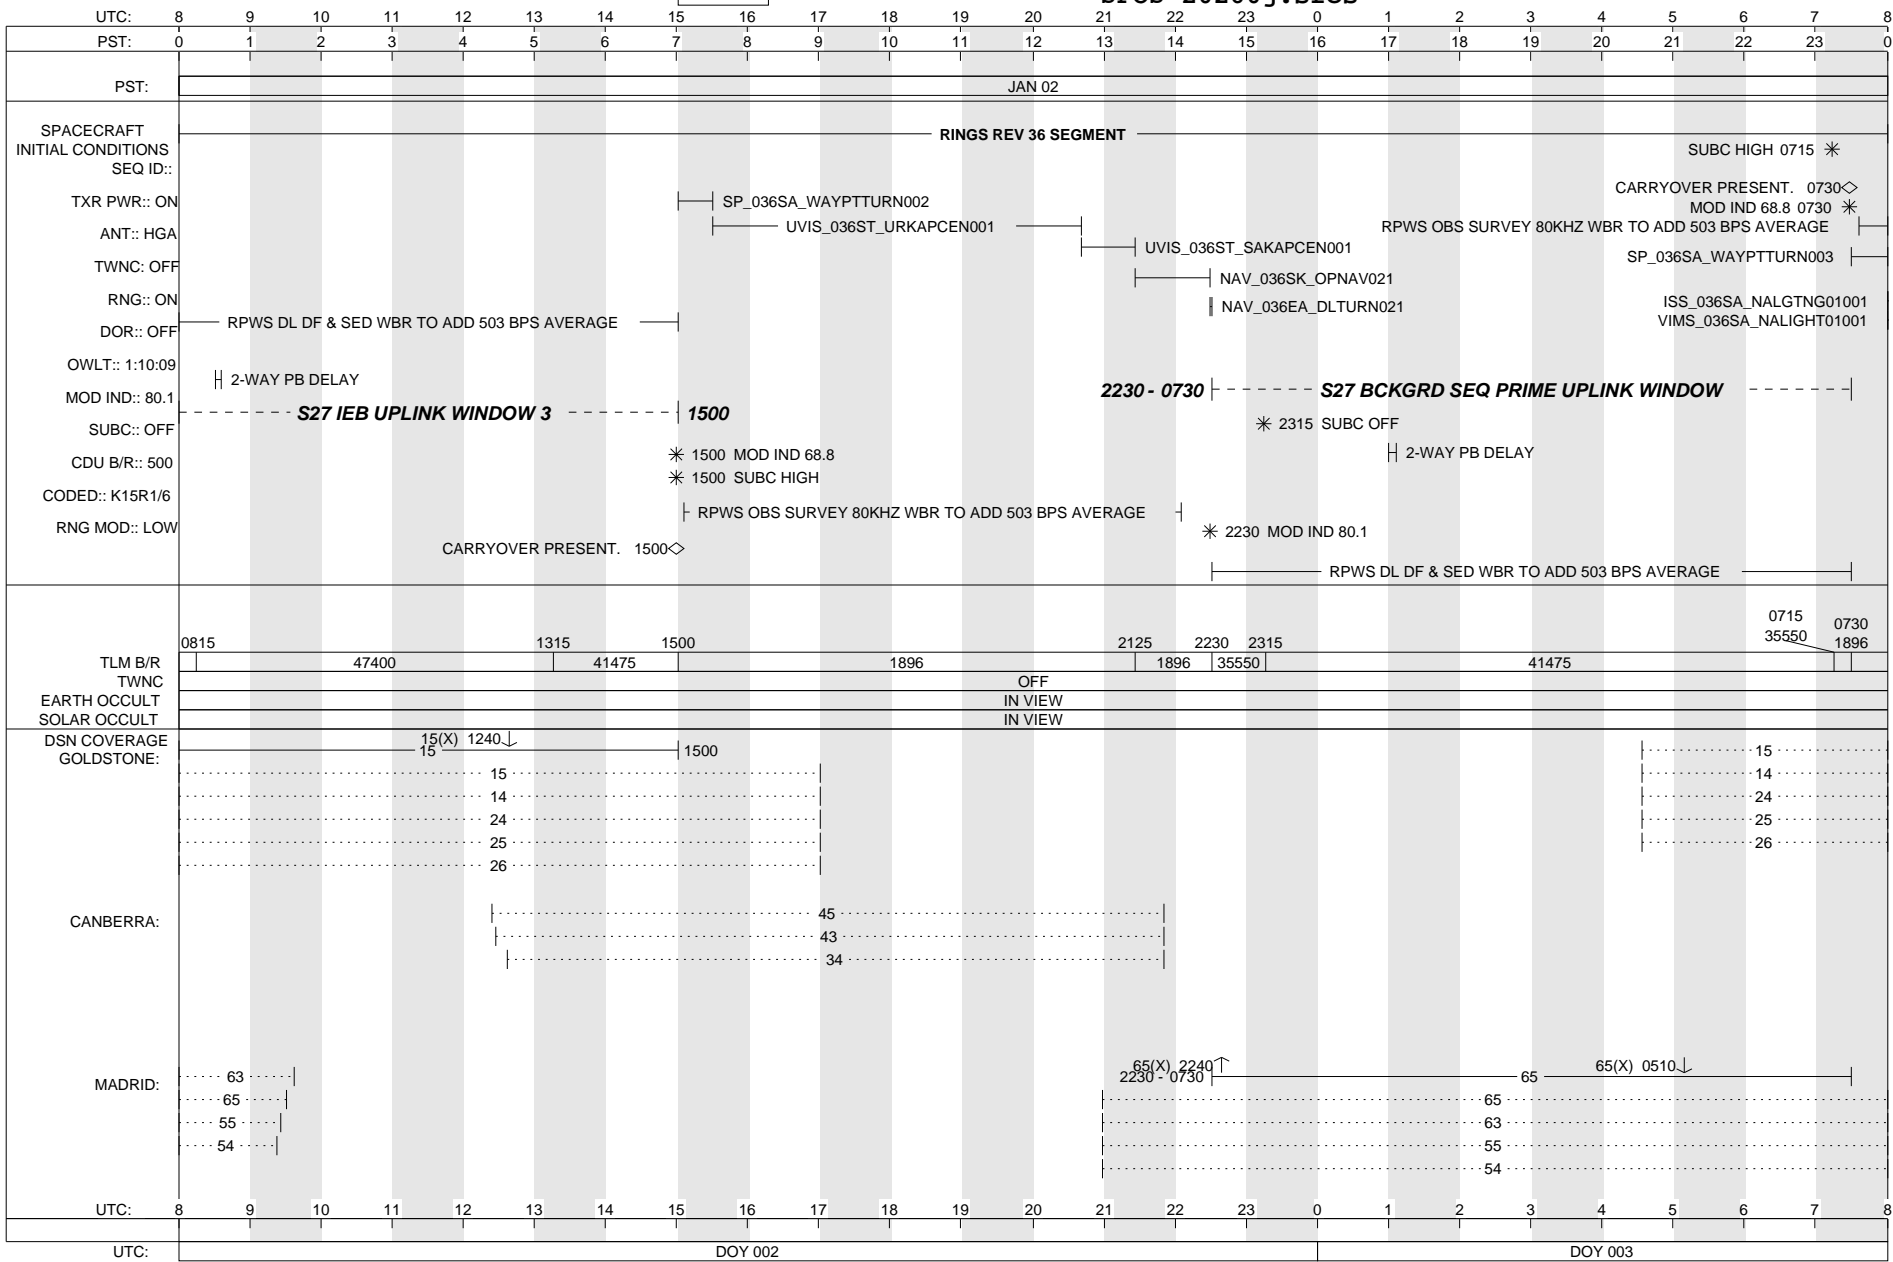 UTC: 8 9 10 11 12 13 14 15 16 17 18 19 20 21 22 23 0 1 2 3 4 5 6 7 8
PST: 0 1 2 3 4 5 6 7 8 9 10 11 12 13 14 15 16 17 18 19 20 21 22 23 0
PST: JAN 02
SPACECRAFT
INITIAL CONDITIONS
SEQ ID::
TXR PWR:: ON
ANT:: HGA
TWNC: OFF
RNG:: ON
DOR:: OFF
OWLT:: 1:10:09
MOD IND:: 80.1
SUBC:: OFF
CDU B/R:: 500
CODED:: K15R1/6
RNG MOD:: LOW
RINGS REV 36 SEGMENT
SUBC HIGH 0715
CARRYOVER PRESENT. 0730
SP_036SA_WAYPTTURN002
MOD IND 68.8 0730
UVIS_036ST_URKAPCEN001
RPWS OBS SURVEY 80KHZ WBR TO ADD 503 BPS AVERAGE
UVIS_036ST_SAKAPCEN001
SP_036SA_WAYPTTURN003
NAV_036SK_OPNAV021
NAV_036EA_DLTURN021
ISS_036SA_NALGTNG01001
RPWS DL DF & SED WBR TO ADD 503 BPS AVERAGE
VIMS_036SA_NALIGHT01001
2-WAY PB DELAY
2230 - 0730 S27 BCKGRD SEQ PRIME UPLINK WINDOW
S27 IEB UPLINK WINDOW 3 1500
2315 SUBC OFF
1500 MOD IND 68.8
2-WAY PB DELAY
1500 SUBC HIGH
RPWS OBS SURVEY 80KHZ WBR TO ADD 503 BPS AVERAGE
2230 MOD IND 80.1
CARRYOVER PRESENT. 1500
RPWS DL DF & SED WBR TO ADD 503 BPS AVERAGE
0815 1315 1500 2125 2230 2315 0715 0730
TLM B/R 47400 41475 1896 1896 35550 41475 35550 1896
TWNC OFF
EARTH OCCULT IN VIEW
SOLAR OCCULT IN VIEW
DSN COVERAGE
GOLDSTONE:
15(X) 1240
15 1500 15
15 14
14 24
24 25
25 26
26
CANBERRA:
45
43
34
MADRID:
65(X) 2240 65(X) 0510
63 2230 - 0730 65
65 65
55 63
54 55
54
UTC: 8 9 10 11 12 13 14 15 16 17 18 19 20 21 22 23 0 1 2 3 4 5 6 7 8
UTC: DOY 002 DOY 003